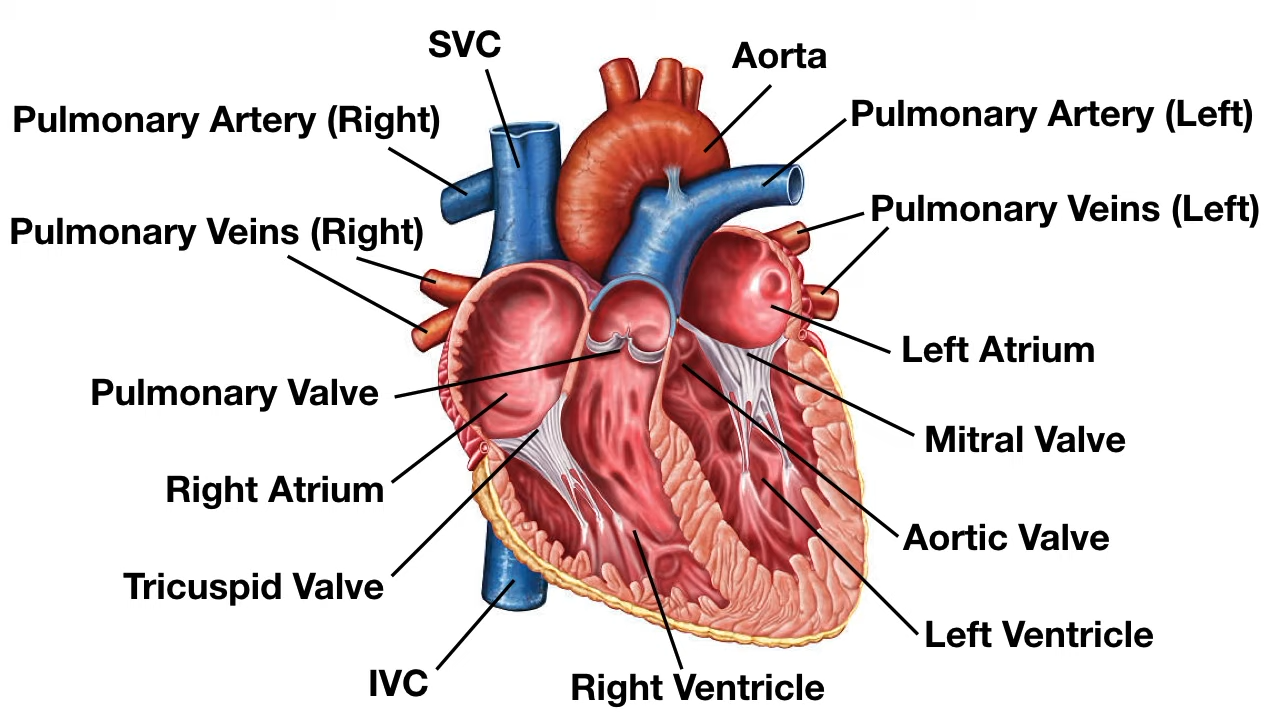 SVC
Aorta
Pulmonary Artery (Right)
Pulmonary Artery (Left)
Pulmonary Veins (Right)
Pulmonary Veins (Left)
Left Atrium
Pulmonary Valve
Mitral Valve
Right Atrium
Aortic Valve
Tricuspid Valve
Left Ventricle
IVC
Right Ventricle